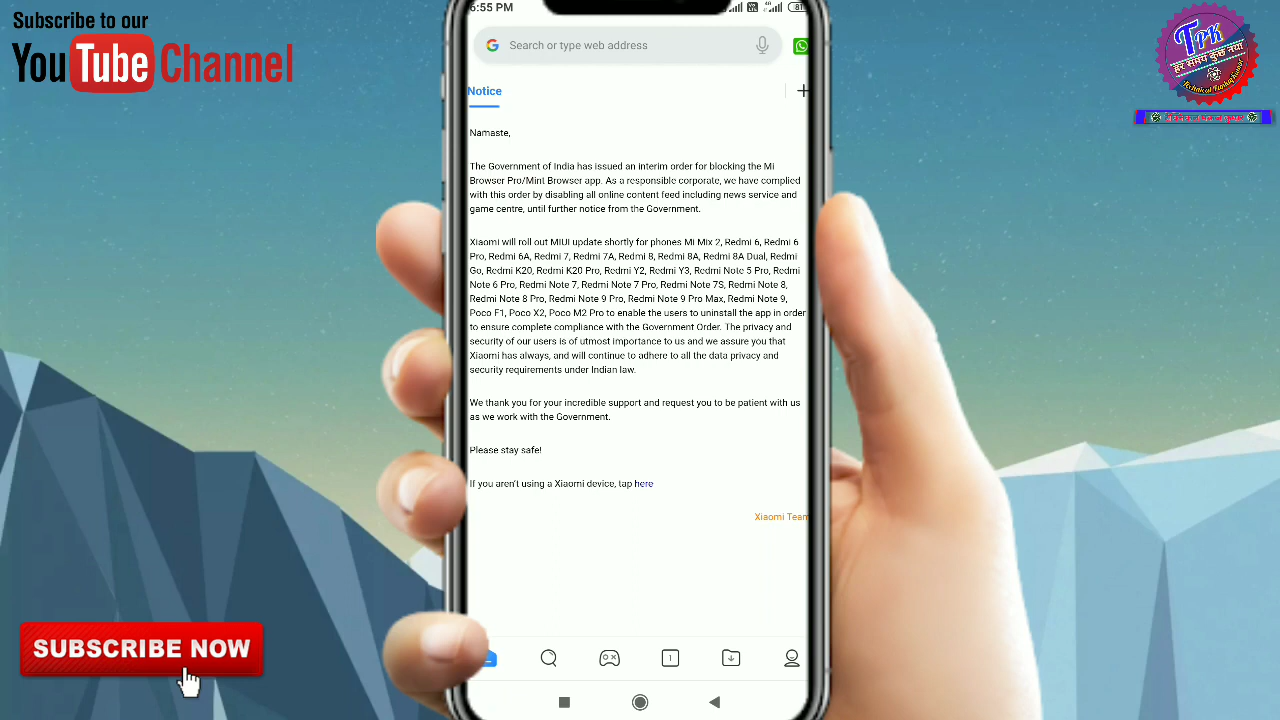 Subscribe to our
YouTube Channel
6:55 PM
Search or type web address
Notice
Namaste,
The Government of India has issued an interim order for blocking the Mi
Browser Pro/Mint Browser app. As a responsible corporate, we have complied
with this order by disabling all online content feed including news service and
game centre, until further notice from the Government.
Xiaomi will roll out MIUI update shortly for phones Mi Mix 2, Redmi 6, Redmi 6
Pro, Redmi 6A, Redmi 7, Redmi 7A, Redmi 8, Redmi 8A, Redmi 8A Dual, Redmi
Go, Redmi K20, Redmi K20 Pro, Redmi Y2, Redmi Y3, Redmi Note 5 Pro, Redmi
Note 6 Pro, Redmi Note 7, Redmi Note 7 Pro, Redmi Note 7S, Redmi Note 8,
Redmi Note 8 Pro, Redmi Note 9 Pro, Redmi Note 9 Pro Max, Redmi Note 9,
Poco F1, Poco X2, Poco M2 Pro to enable the users to uninstall the app in order
to ensure complete compliance with the Government Order. The privacy and
security of our users is of utmost importance to us and we assure you that
Xiaomi has always, and will continue to adhere to all the data privacy and
security requirements under Indian law.
We thank you for your incredible support and request you to be patient with us
as we work with the Government.
Please stay safe!
If you aren't using a Xiaomi device, tap here
Xiaomi Team
1
SUBSCRIBE NOW
TPK
हर समय कुछ नया